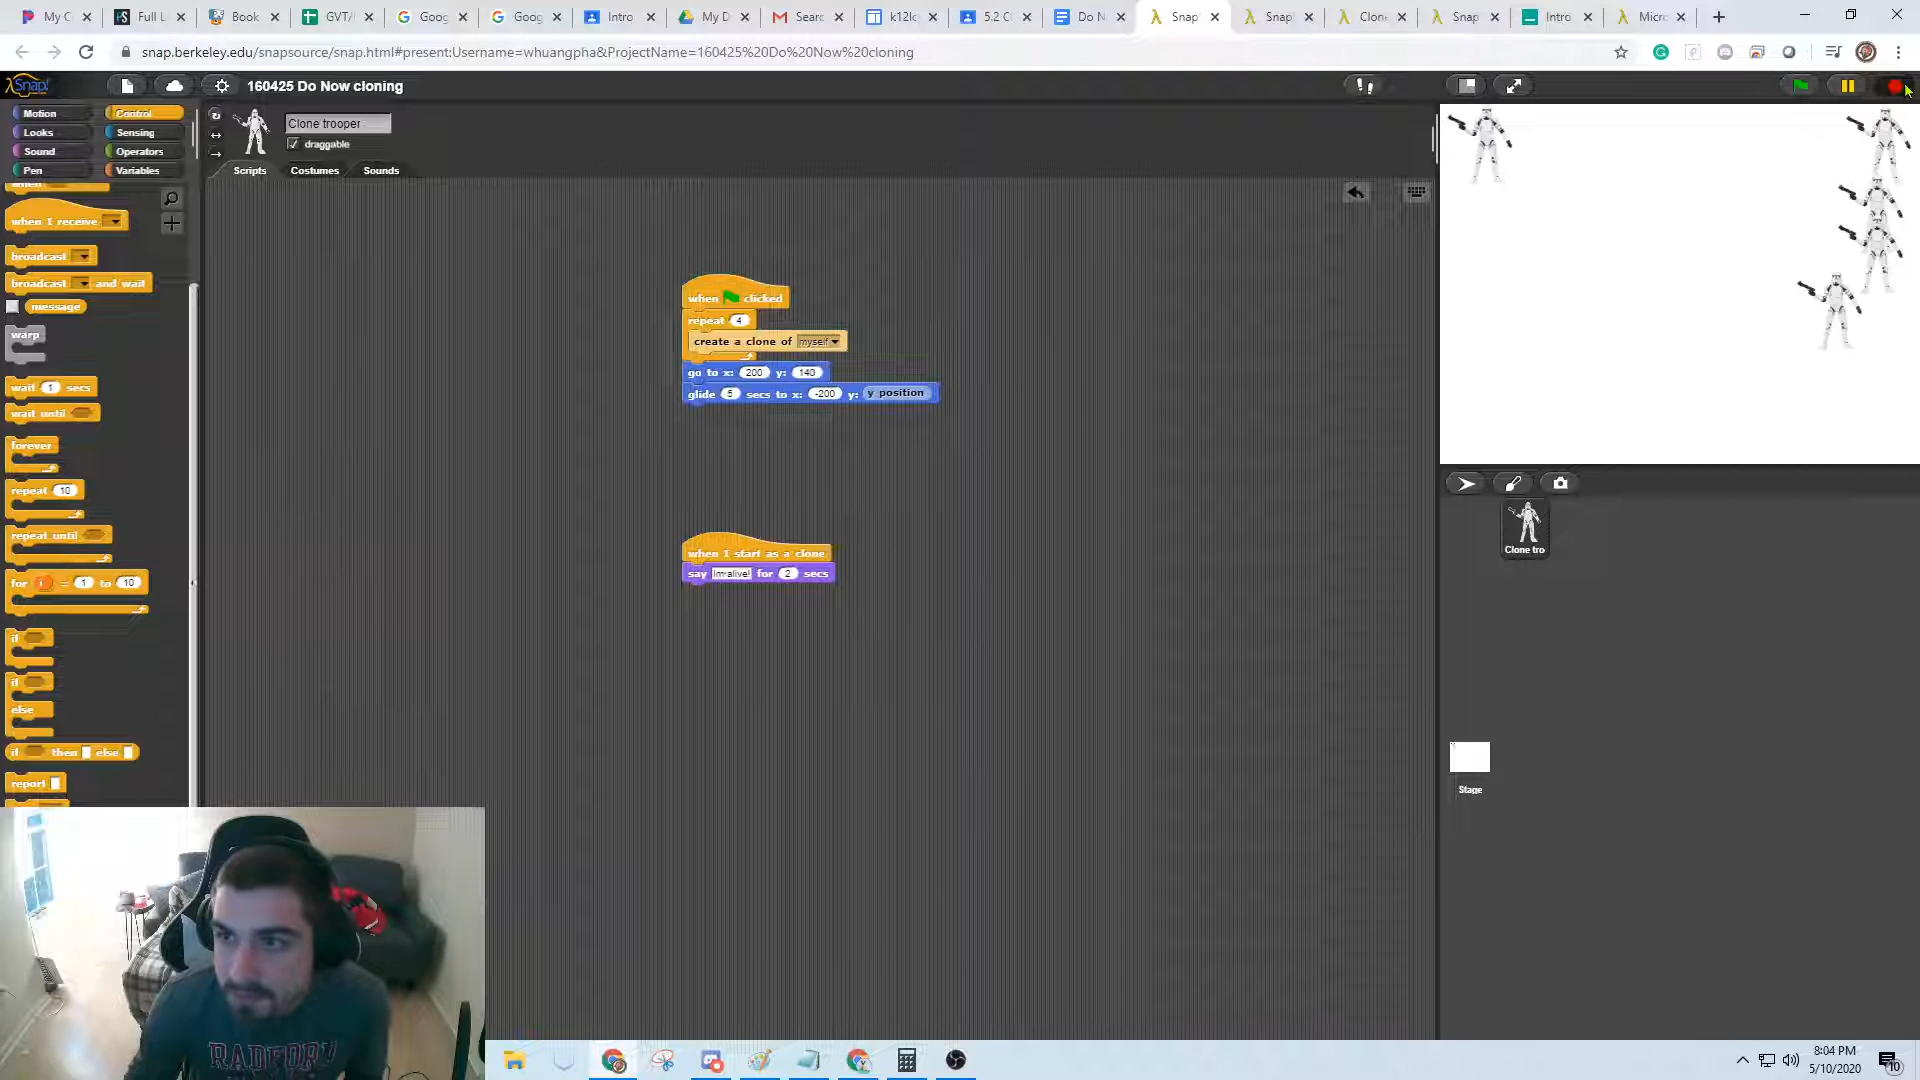 My C
Full L
Book
GVT/
Goog
Goog
Intro
My D
Searc
k12lc
5.2 C
Do N
Snap
Snap
Clon
Snap
Intro
Micro
snap.berkeley.edu/snapsource/snap.html#present:Username=whuangpha&ProjectName=160425%20Do%20Now%20cloning
Snap!
160425 Do Now cloning
Motion
Control
Looks
Sensing
Sound
Operators
Pen
Variables
Clone trooper
draggable
Scripts
Costumes
Sounds
when
when I receive
broadcast
broadcast and wait
message
warp
wait 1 secs
wait until
forever
repeat 10
repeat until
for i = 1 to 10
if
if
else
if then else
report
when clicked
repeat 4
create a clone of myself
go to x: 200 y: 140
glide 5 secs to x: -200 y: y position
when I start as a clone
say Im alive! for 2 secs
Clone tro
Stage
RADFORD
8:04 PM
5/10/2020
10